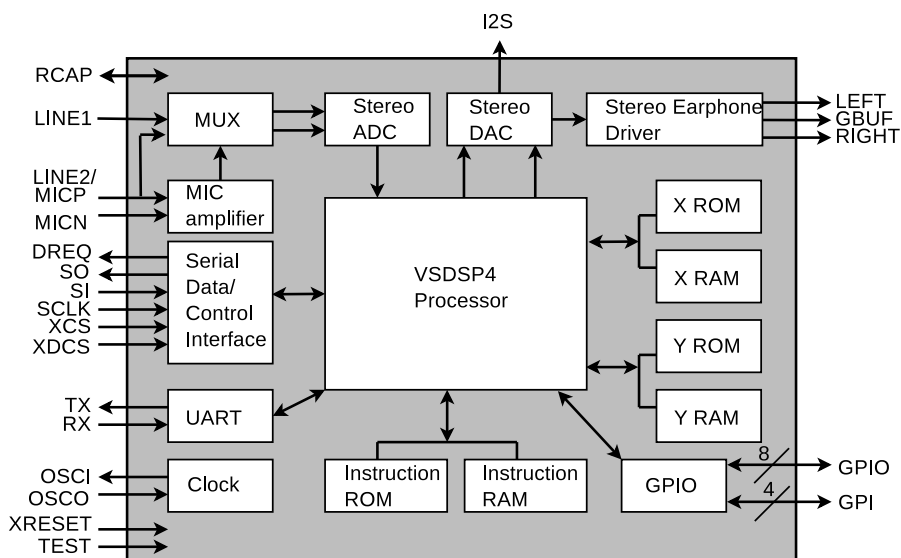 I2S
RCAP
LINE1
LINE2/
MICP
MICN
DREQ
SO
SI
SCLK
XCS
XDCS
TX
RX
OSCI
OSCO
XRESET
TEST
MUX
Stereo
ADC
Stereo
DAC
Stereo Earphone
Driver
LEFT
GBUF
RIGHT
MIC
amplifier
Serial
Data/
Control
Interface
VSDSP4
Processor
X ROM
X RAM
Y ROM
Y RAM
UART
Clock
Instruction
ROM
Instruction
RAM
GPIO
8
GPIO
4
GPI